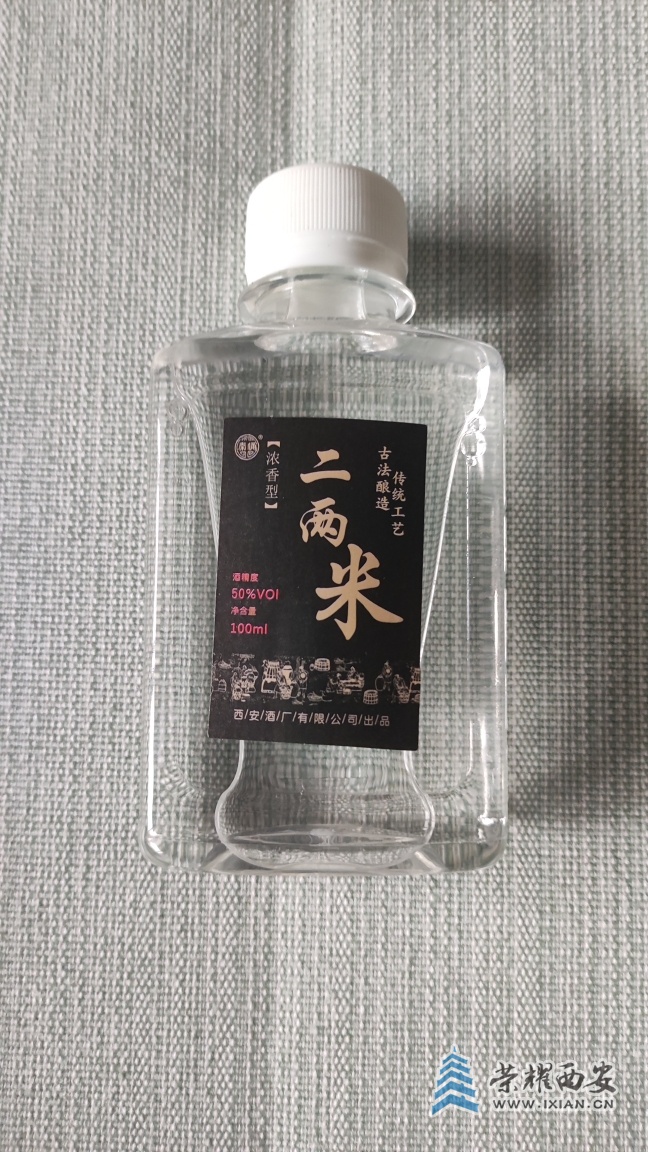 【浓香型】
二两米
古法酿造
传统工艺
酒精度
50%VOl
净含量
100ml
西/安/酒/厂/有/限/公/司/出/品
荣耀西安
WWW.IXIAN.CN